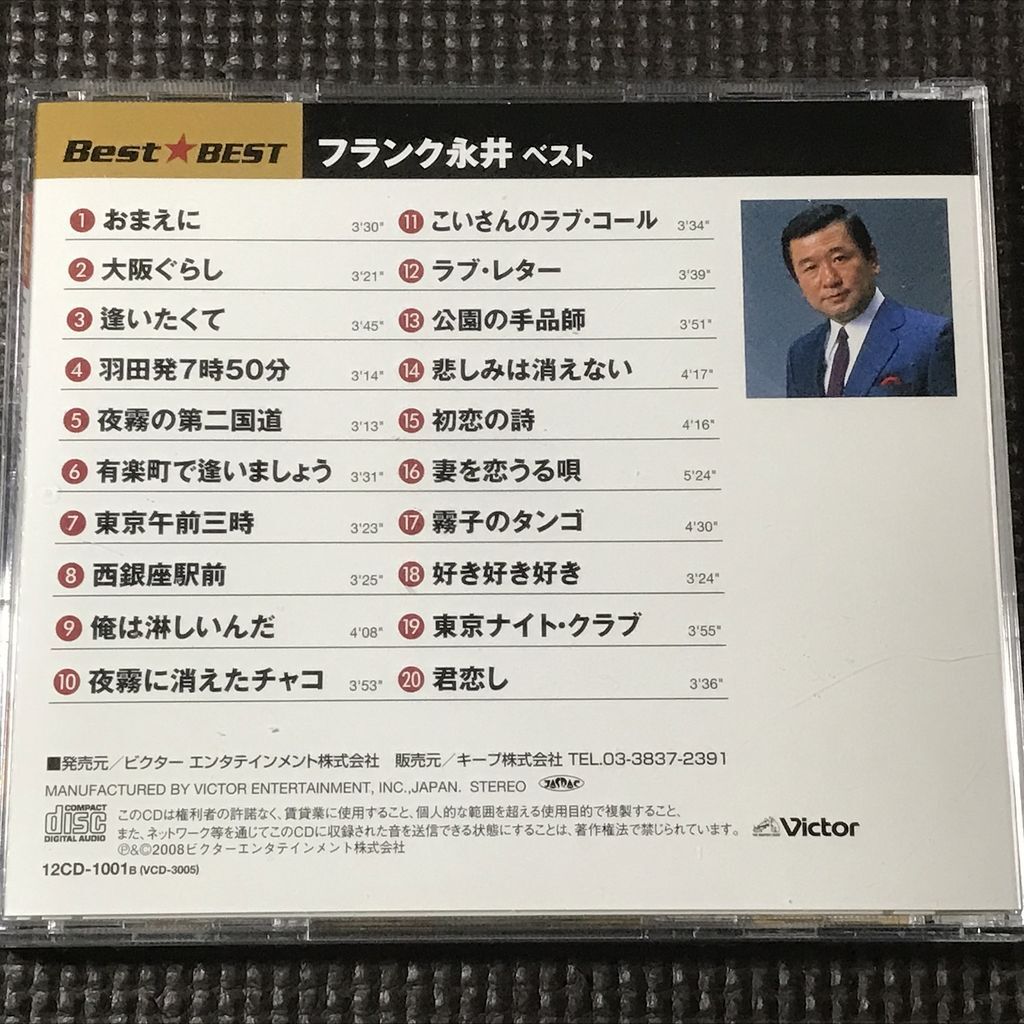 Best★BEST フランク永井 ベスト
1 おまえに 3'30"
2 大阪ぐらし 3'21"
3 逢いたくて 3'45"
4 羽田発7時50分 3'14"
5 夜霧の第二国道 3'13"
6 有楽町で逢いましょう 3'31"
7 東京午前三時 3'23"
8 西銀座駅前 3'25"
9 俺は淋しいんだ 4'08"
10 夜霧に消えたチャコ 3'53"
11 こいさんのラブ・コール 3'34"
12 ラブ・レター 3'39"
13 公園の手品師 3'51"
14 悲しみは消えない 4'17"
15 初恋の詩 4'16"
16 妻を恋うる唄 5'24"
17 霧子のタンゴ 4'30"
18 好き好き好き 3'24"
19 東京ナイト・クラブ 3'55"
20 君恋し 3'36"
■発売元／ビクター エンタテインメント株式会社 販売元／キープ株式会社 TEL.03-3837-2391
MANUFACTURED BY VICTOR ENTERTAINMENT, INC.,JAPAN. STEREO JASRAC
COMPACT disc DIGITAL AUDIO
このCDは権利者の許諾なく、賃貸業に使用すること、個人的な範囲を超える使用目的で複製すること、
また、ネットワーク等を通じてこのCDに収録された音を送信できる状態にすることは、著作権法で禁じられています。
℗&©2008ビクターエンタテインメント株式会社
Victor
12CD-1001B (VCD-3005)